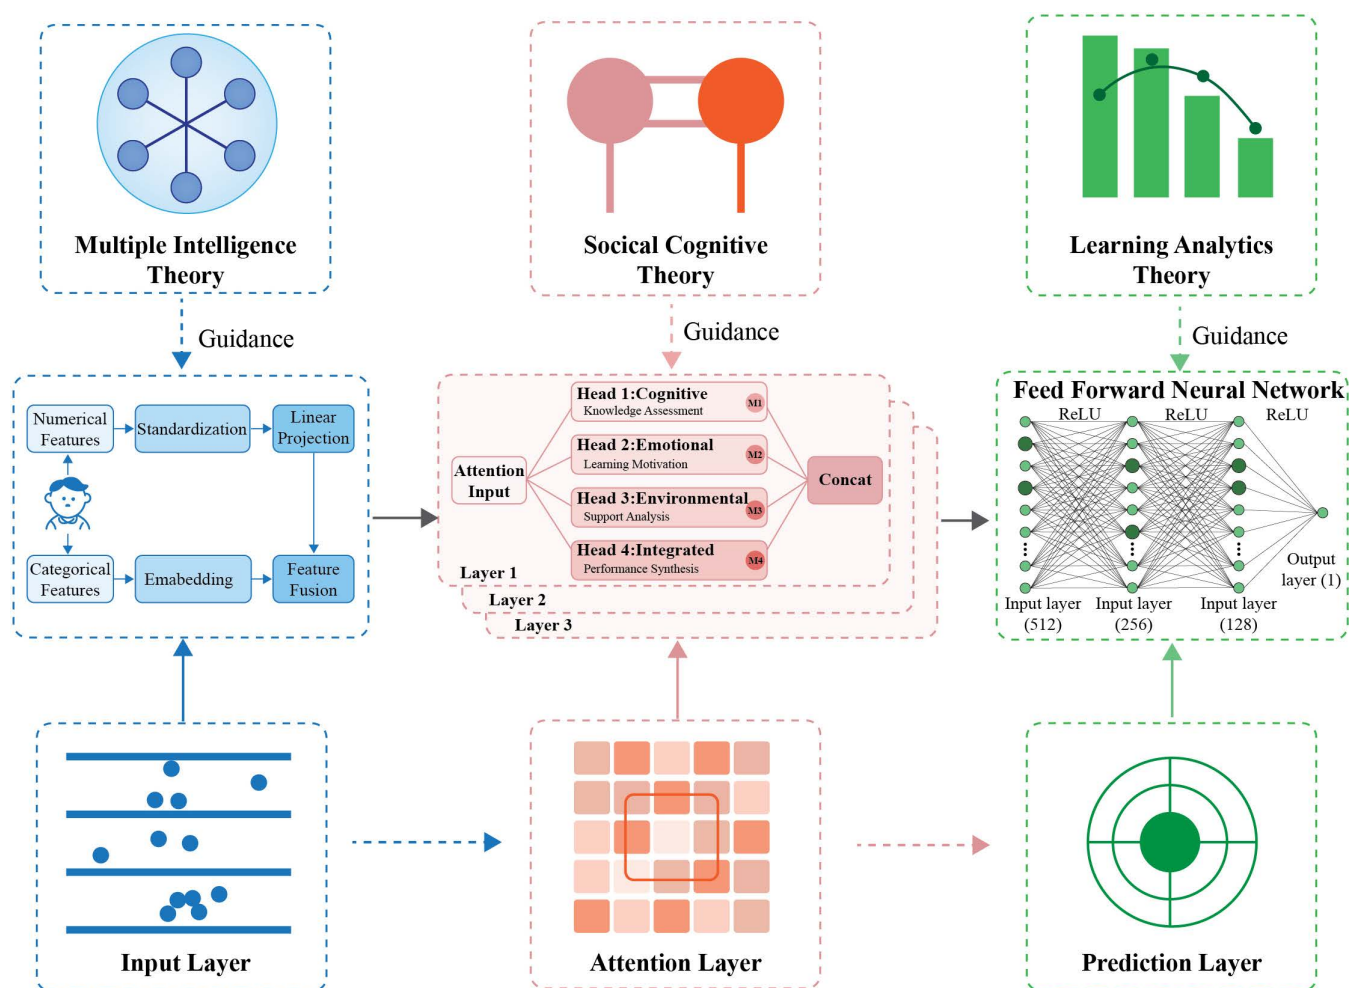 Multiple Intelligence
Theory
Socical Cognitive
Theory
Learning Analytics
Theory
Guidance
Guidance
Guidance
Numerical
Features
Standardization
Linear
Projection
Categorical
Features
Emabedding
Feature
Fusion
Attention
Input
Head 1:Cognitive
Knowledge Assessment
M1
Head 2:Emotional
Learning Motivation
M2
Head 3:Environmental
Support Analysis
M3
Head 4:Integrated
Performance Synthesis
M4
Concat
Layer 1
Layer 2
Layer 3
Feed Forward Neural Network
ReLU
ReLU
ReLU
Input layer
(512)
Input layer
(256)
Input layer
(128)
Output
layer (1)
Input Layer
Attention Layer
Prediction Layer